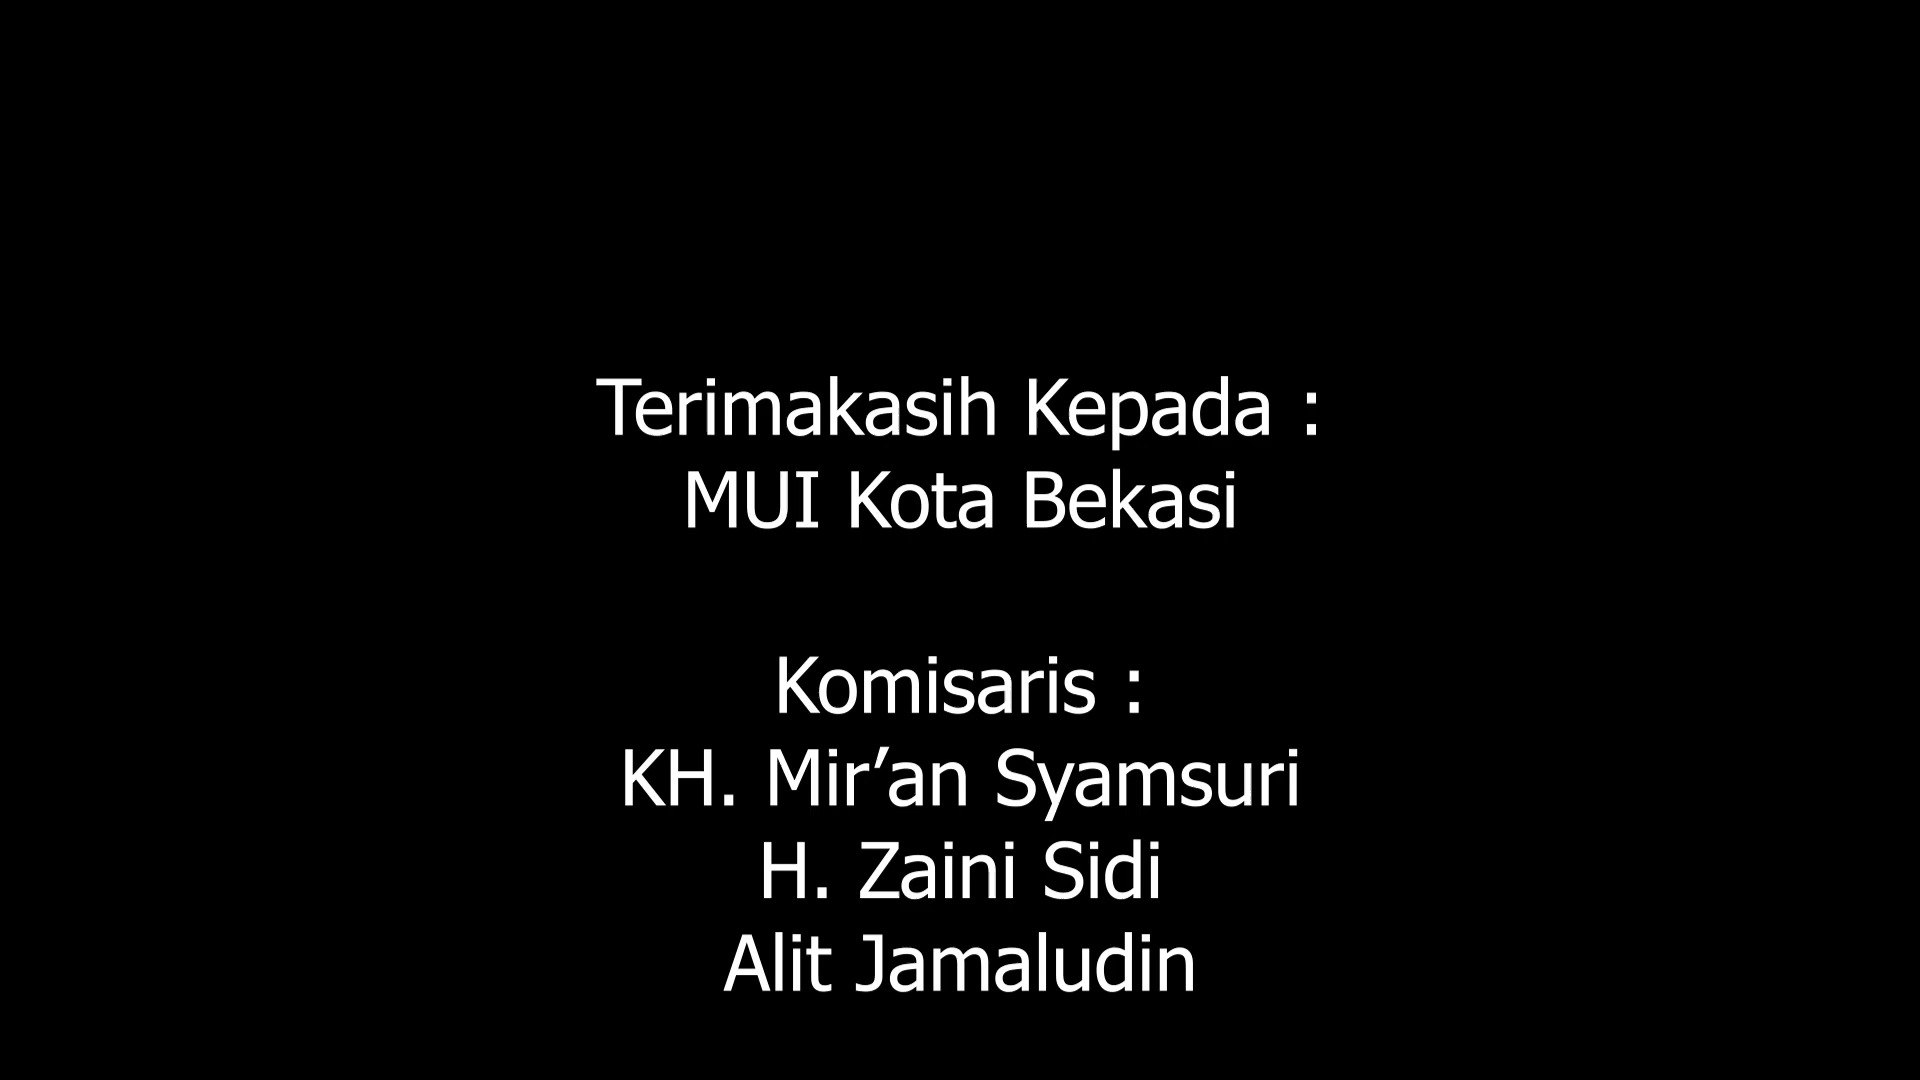 Terimakasih Kepada :
MUI Kota Bekasi
Komisaris :
KH. Mir’an Syamsuri
H. Zaini Sidi
Alit Jamaludin